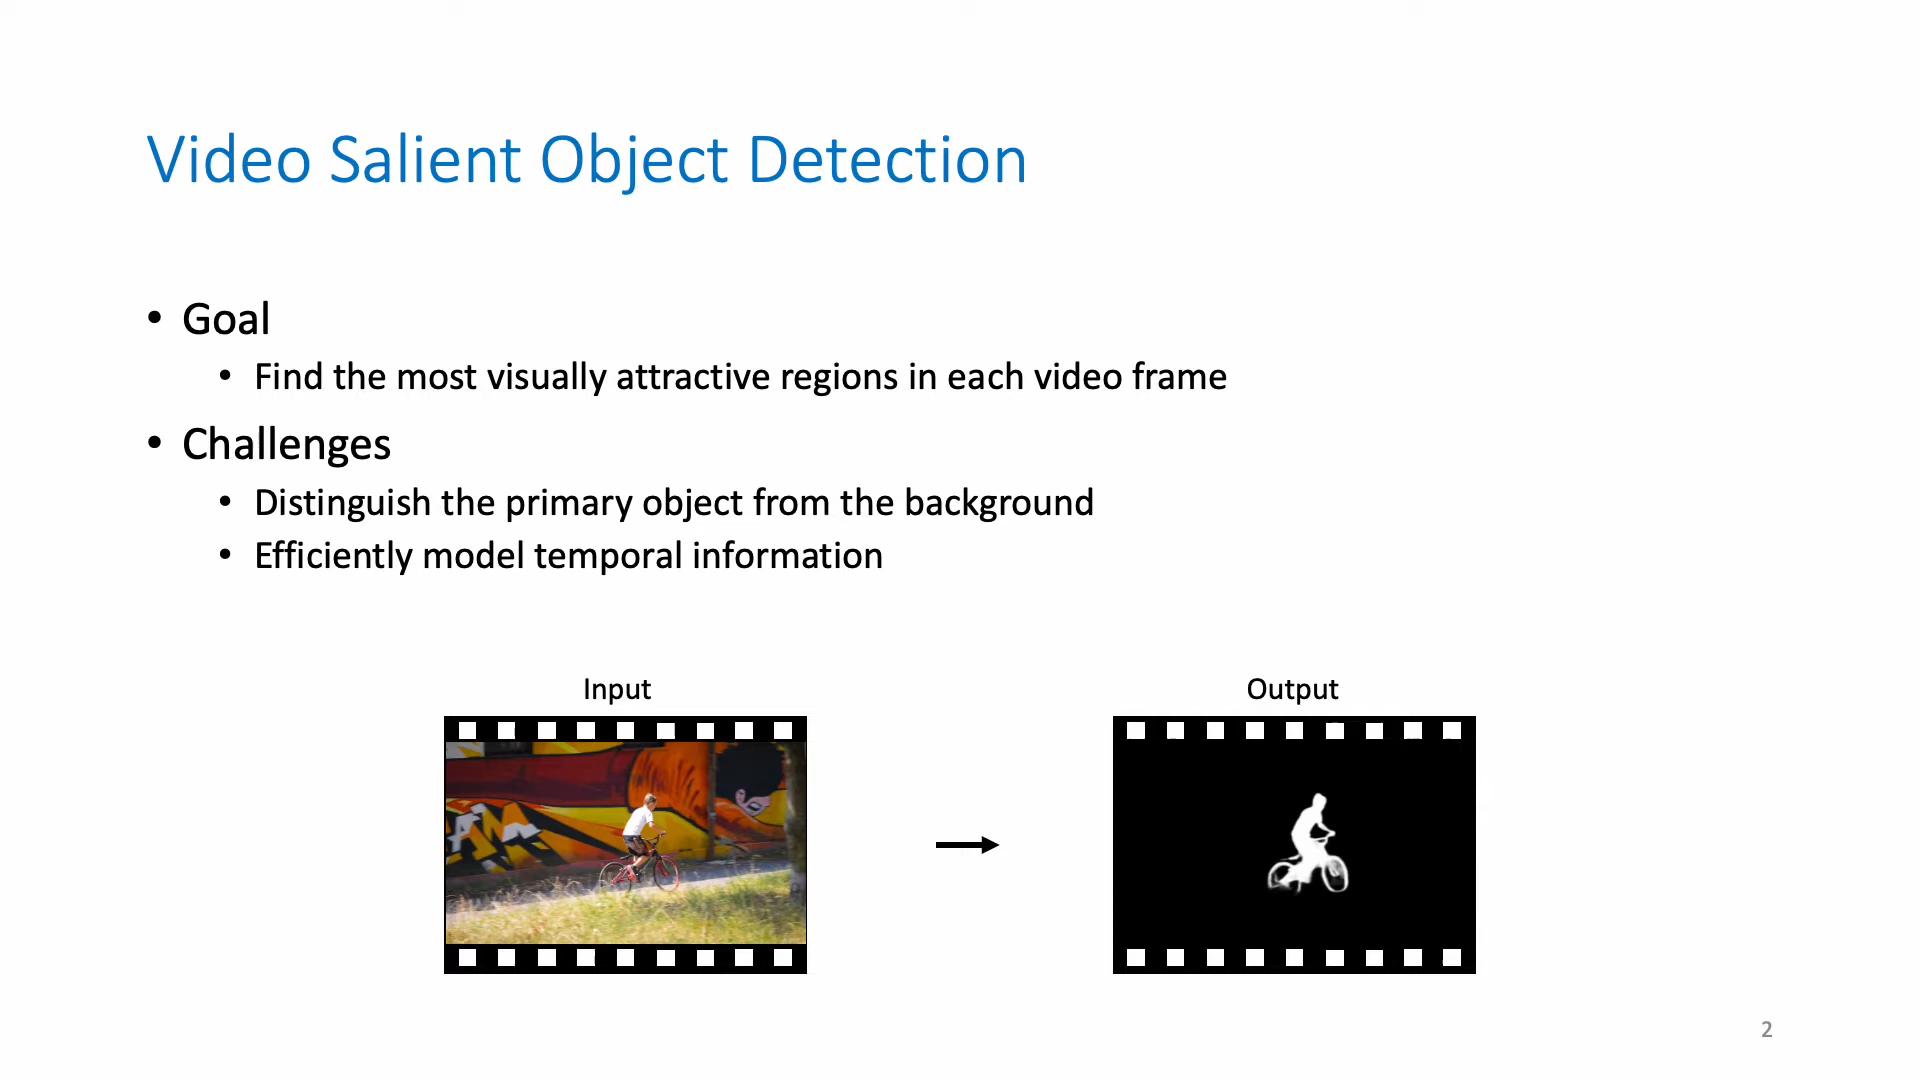 Video Salient Object Detection
• Goal
• Find the most visually attractive regions in each video frame
• Challenges
• Distinguish the primary object from the background
• Efficiently model temporal information
Input
Output
2